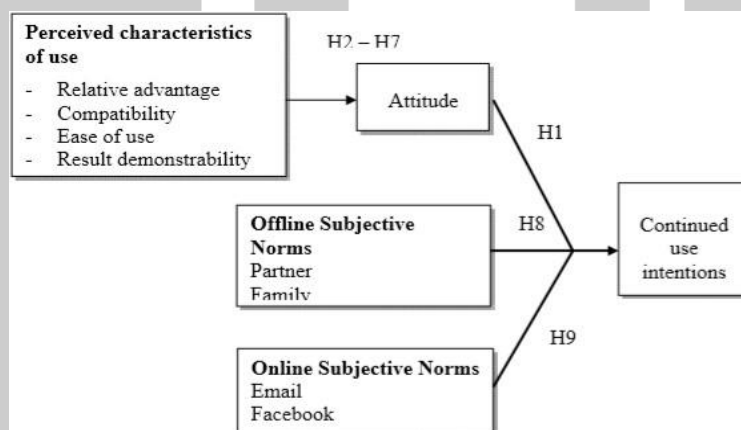 Perceived characteristics
of use
- Relative advantage
- Compatibility
- Ease of use
- Result demonstrability
H2 – H7
Attitude
H1
Offline Subjective
Norms
Partner
Family
H8
Continued
use
intentions
H9
Online Subjective Norms
Email
Facebook